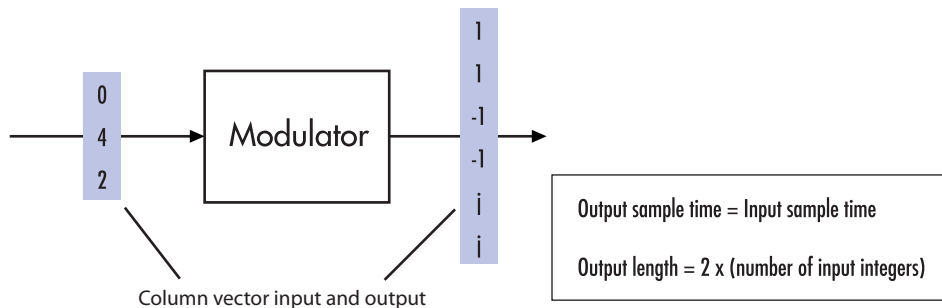 0
4
2
Modulator
1
1
-1
-1
i
i
Output sample time = Input sample time
Output length = 2 x (number of input integers)
Column vector input and output